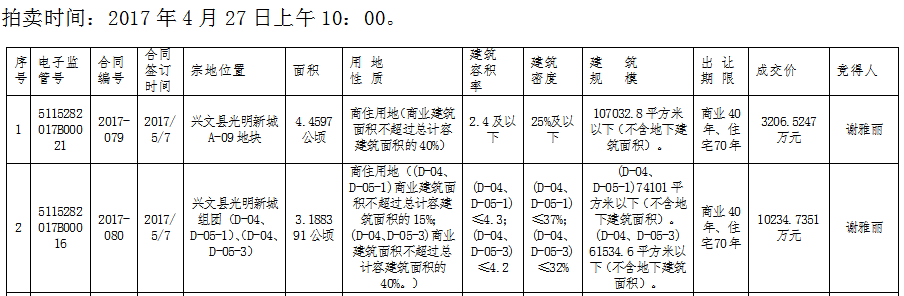 拍卖时间：2017 年 4 月 27 日上午 10：00。
序号 电子监管号 合同编号 合同签订时间 宗地位置 面积 用地性质 建筑容积率 建筑密度 建筑规模 出让期限 成交价 竞得人
1 5115282017B00021 2017-079 2017/5/7 兴文县光明新城A-09地块 4.4597公顷 商住用地(商业建筑面积不超过总计容建筑面积的40%) 2.4及以下 25%及以下 107032.8平方米以下(不含地下建筑面积)。 商业40年、住宅70年 3206.5247万元 谢雅丽
2 5115282017B00016 2017-080 2017/5/7 兴文县光明新城组团（D-04、D-05-1）、（D-04、D-05-3） 3.188391公顷 商住用地（(D-04、D-05-1)商业建筑面积不超过总计容建筑面积的15%；(D-04、D-05-3)商业建筑面积不超过总计容建筑面积的40%。） (D-04、D-05-1)≤4.3；(D-04、D-05-3)≤4.2 (D-04、D-05-1)≤37%；(D-04、D-05-3)≤32% (D-04、D-05-1)74101平方米以下(不含地下建筑面积)。(D-04、D-05-3)61534.6平方米以下(不含地下建筑面积)。 商业40年、住宅70年 10234.7351万元 谢雅丽